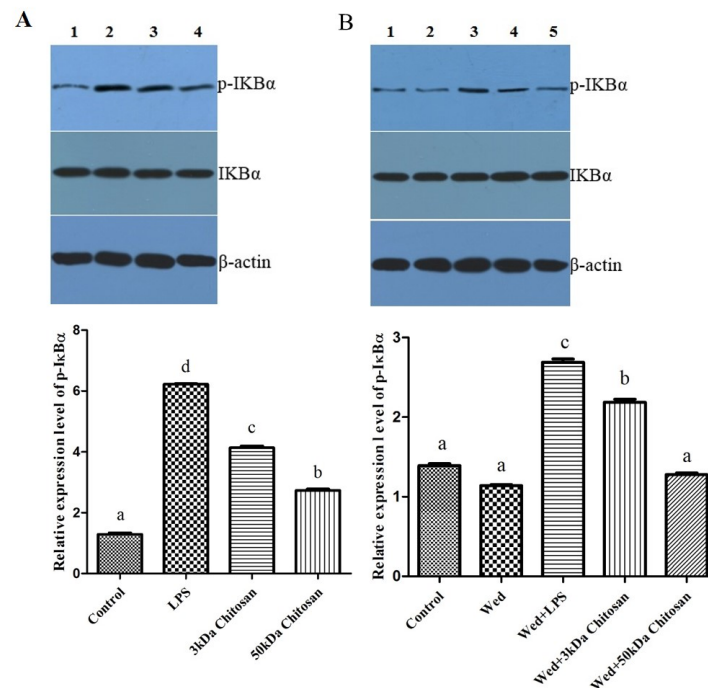 A
1 2 3 4
p-IKBα
IKBα
β-actin
Relative expression level of p-IκBα
8
6
4
2
0
a
d
c
b
Control
LPS
3kDa Chitosan
50kDa Chitosan
B
1 2 3 4 5
p-IKBα
IKBα
β-actin
Relative expression l evel of p-IκBα
3
2
1
0
a
a
c
b
a
Control
Wed
Wed+LPS
Wed+3kDa Chitosan
Wed+50kDa Chitosan